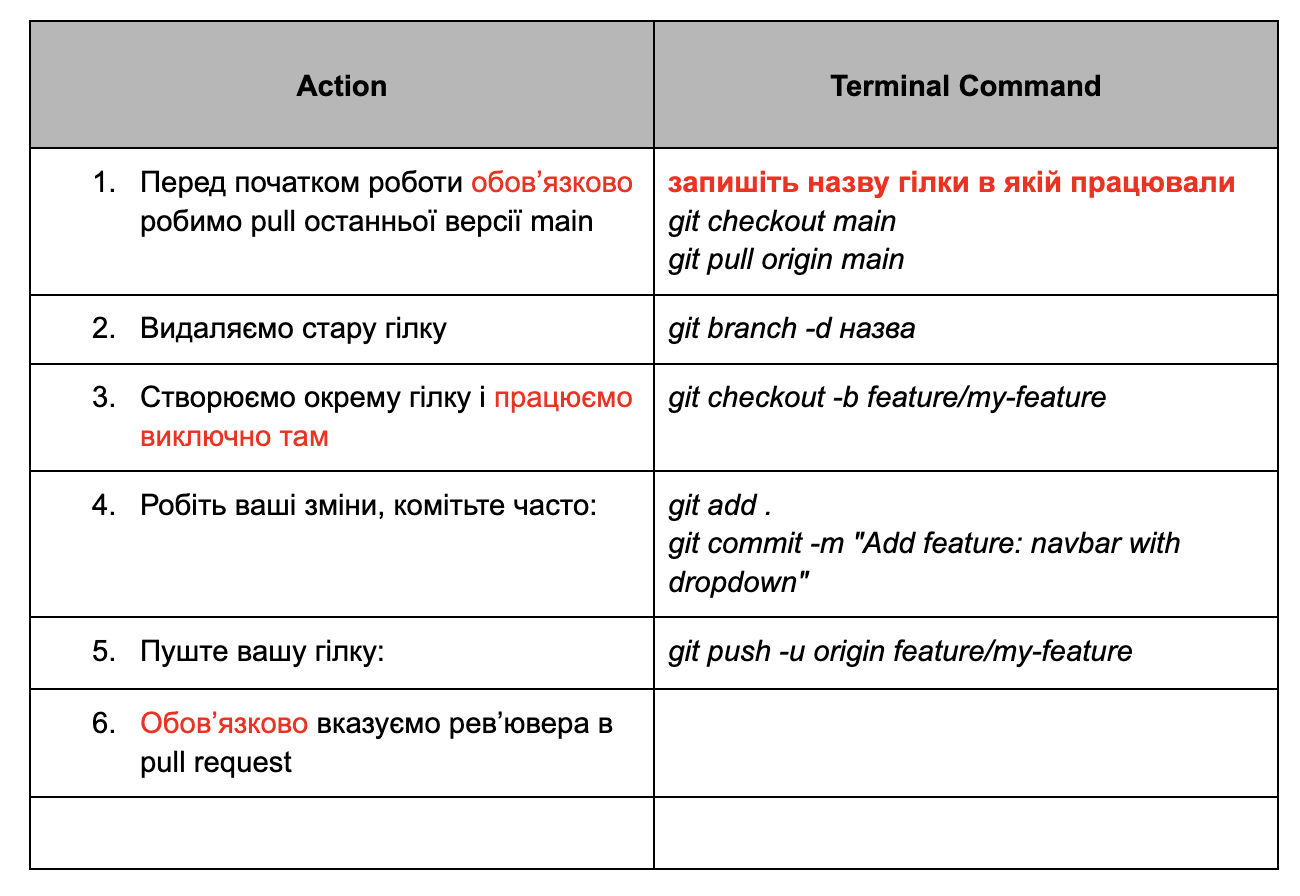 Action
Terminal Command
1. Перед початком роботи обов’язково
робимо pull останньої версії main
запишіть назву гілки в якій працювали
git checkout main
git pull origin main
2. Видаляємо стару гілку
git branch -d назва
3. Створюємо окрему гілку і працюємо
виключно там
git checkout -b feature/my-feature
4. Робіть ваші зміни, комітьте часто:
git add .
git commit -m "Add feature: navbar with
dropdown"
5. Пуште вашу гілку:
git push -u origin feature/my-feature
6. Обов’язково вказуємо рев’ювера в
pull request